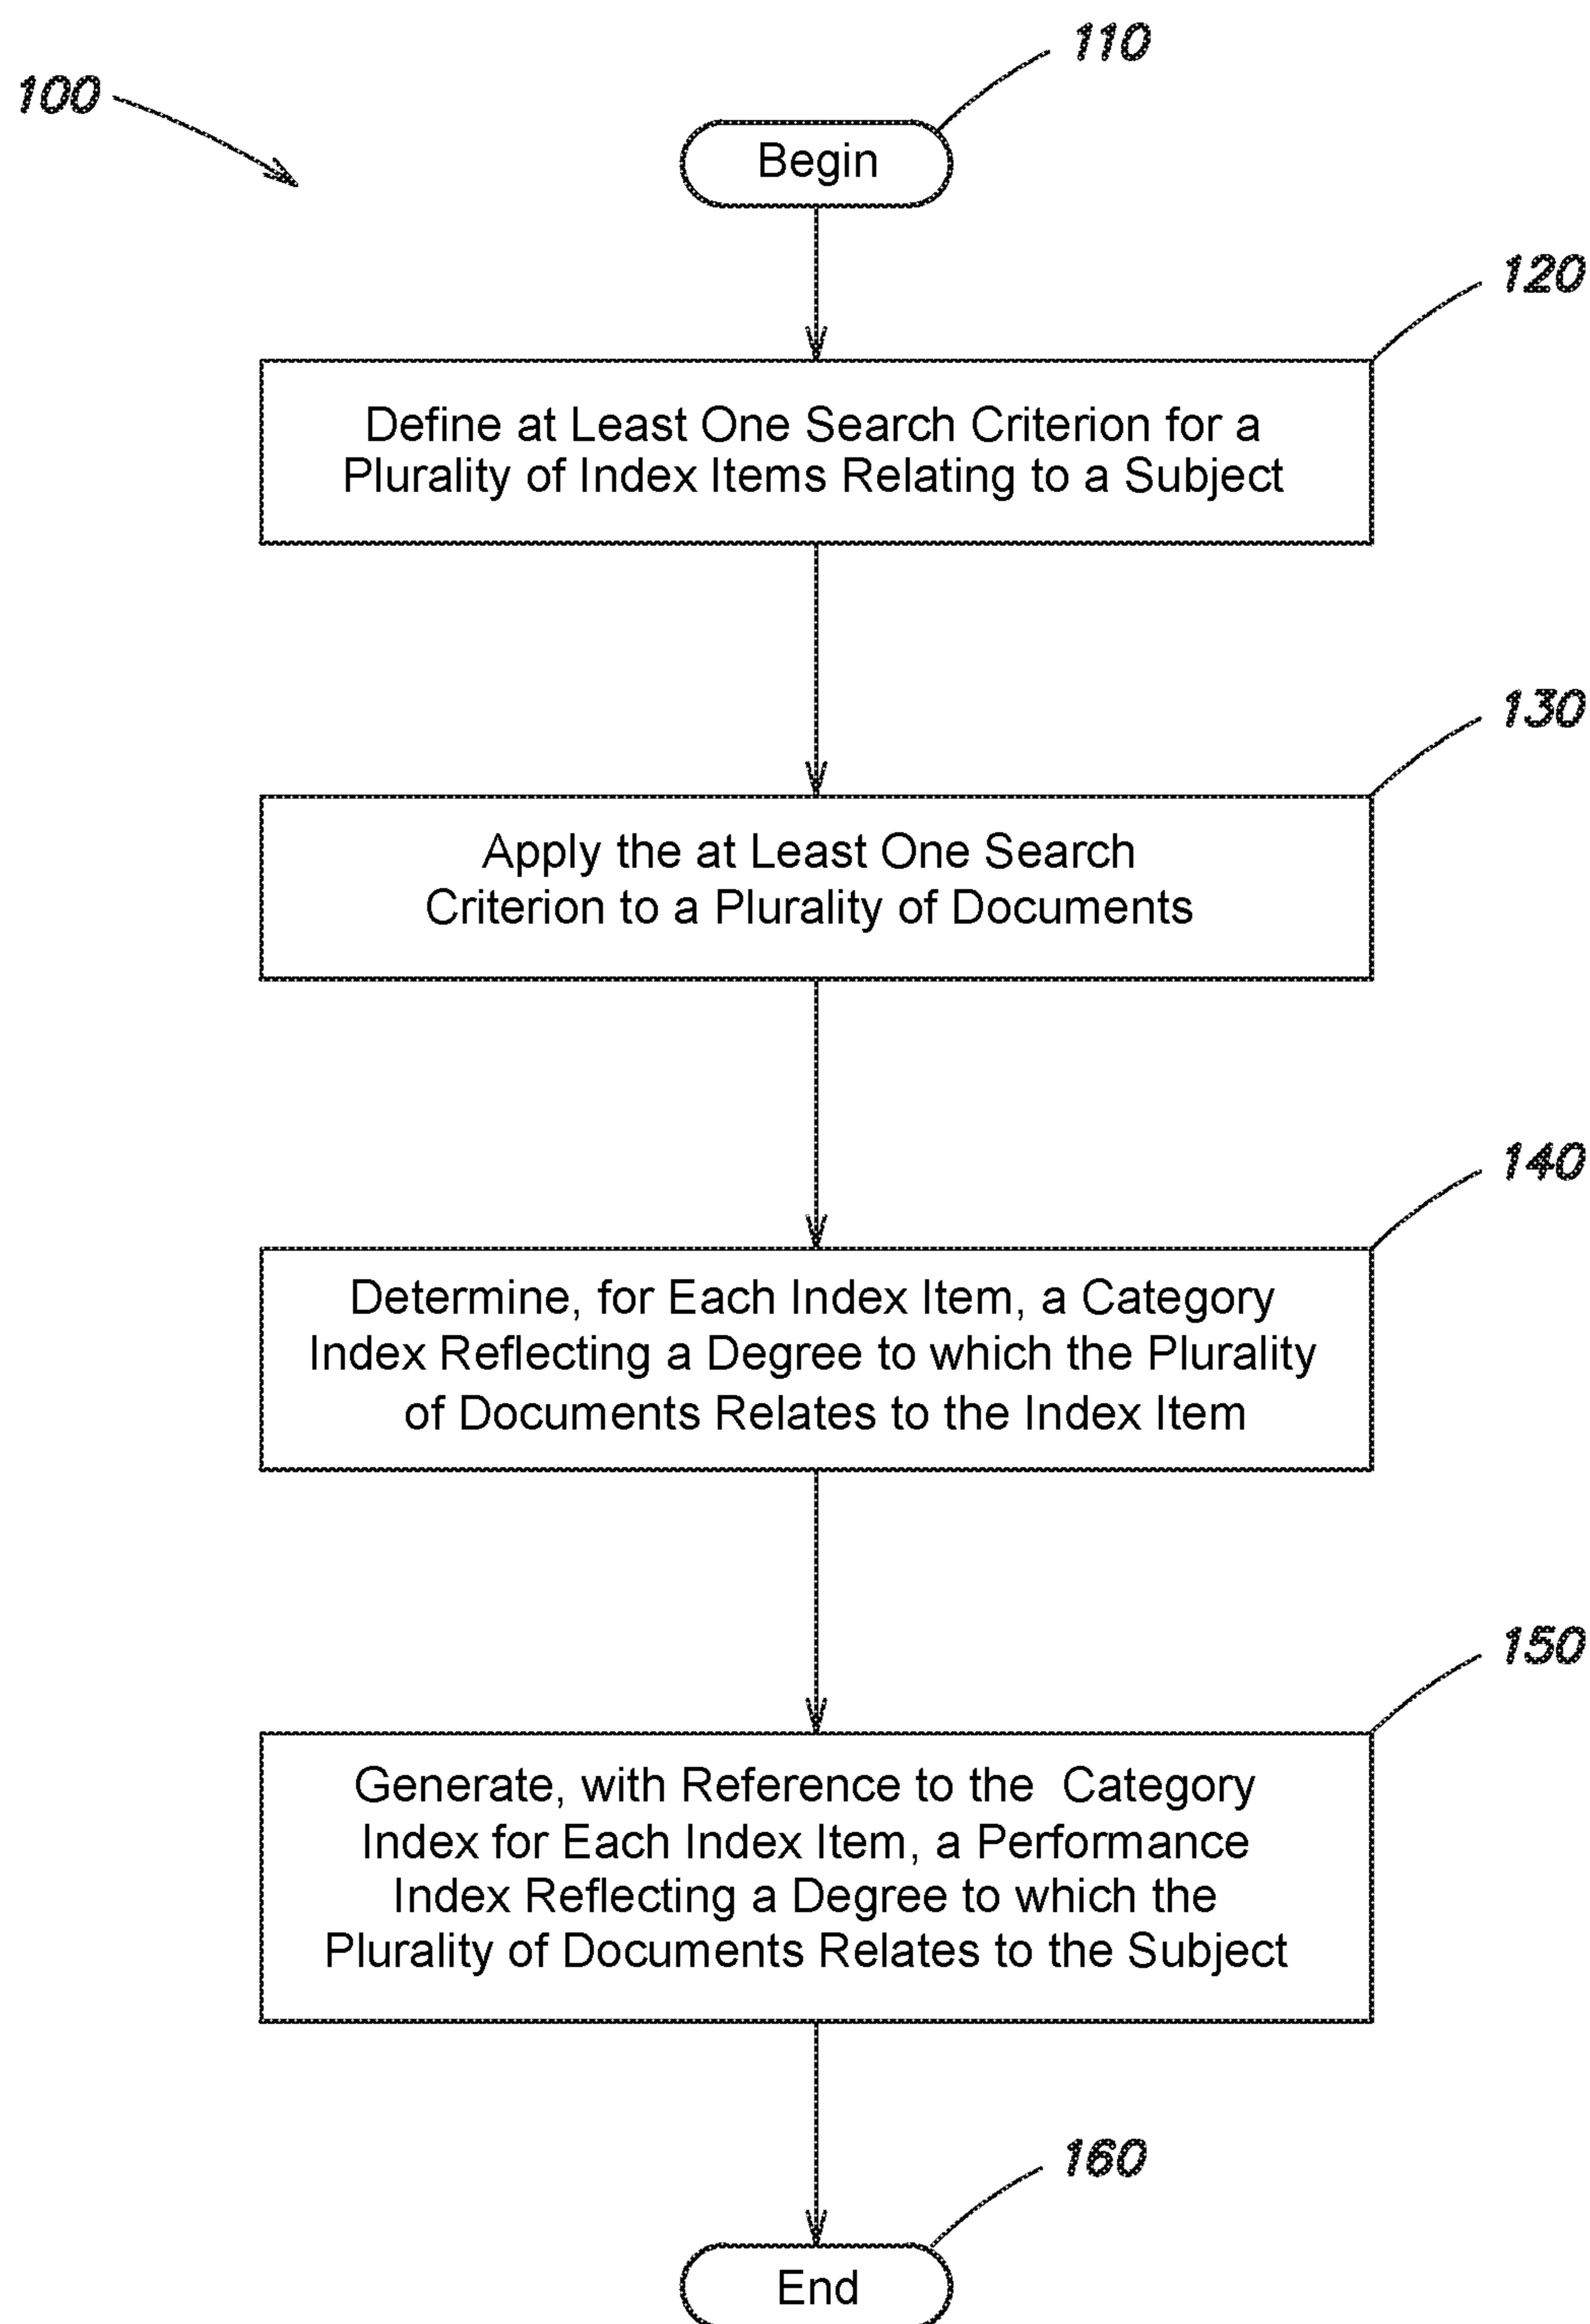 110
100
Begin
120
Define at Least One Search Criterion for a
Plurality of Index Items Relating to a Subject
130
Apply the at Least One Search
Criterion to a Plurality of Documents
140
Determine, for Each Index Item, a Category
Index Reflecting a Degree to which the Plurality
of Documents Relates to the Index Item
150
Generate, with Reference to the Category
Index for Each Index Item, a Performance
Index Reflecting a Degree to which the
Plurality of Documents Relates to the Subject
160
End